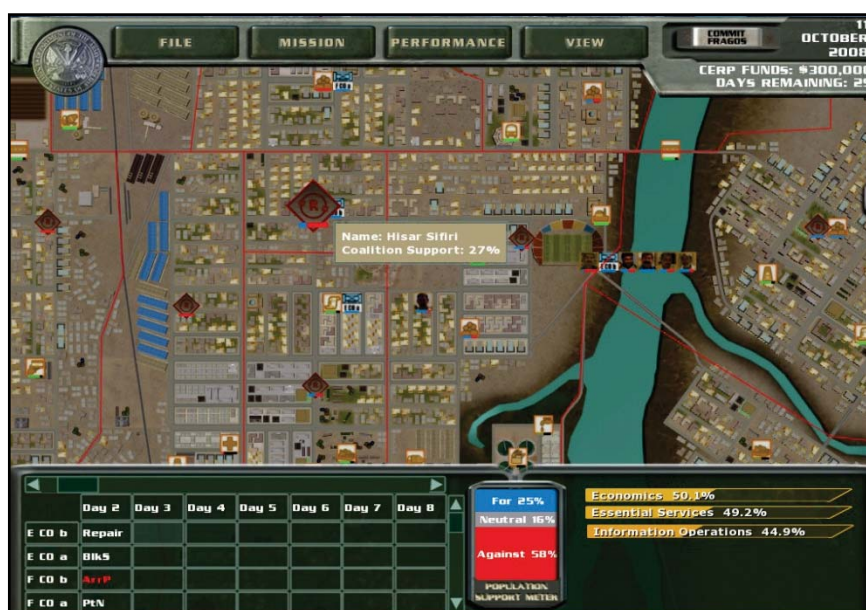 FILE
MISSION
PERFORMANCE
VIEW
COMMIT
FRAGOS
OCTOBER
2008
CERP FUNDS: $300,000
DAYS REMAINING: 25
Name: Hisar Sifiri
Coalition Support: 27%
Day 2 Day 3 Day 4 Day 5 Day 6 Day 7 Day 8
E CO b Repair
E CO a BlkS
F CO b ArrP
F CO a PtN
For 25%
Neutral 16%
Against 58%
POPULATION
SUPPORT METER
Economics 50.1%
Essential Services 49.2%
Information Operations 44.9%